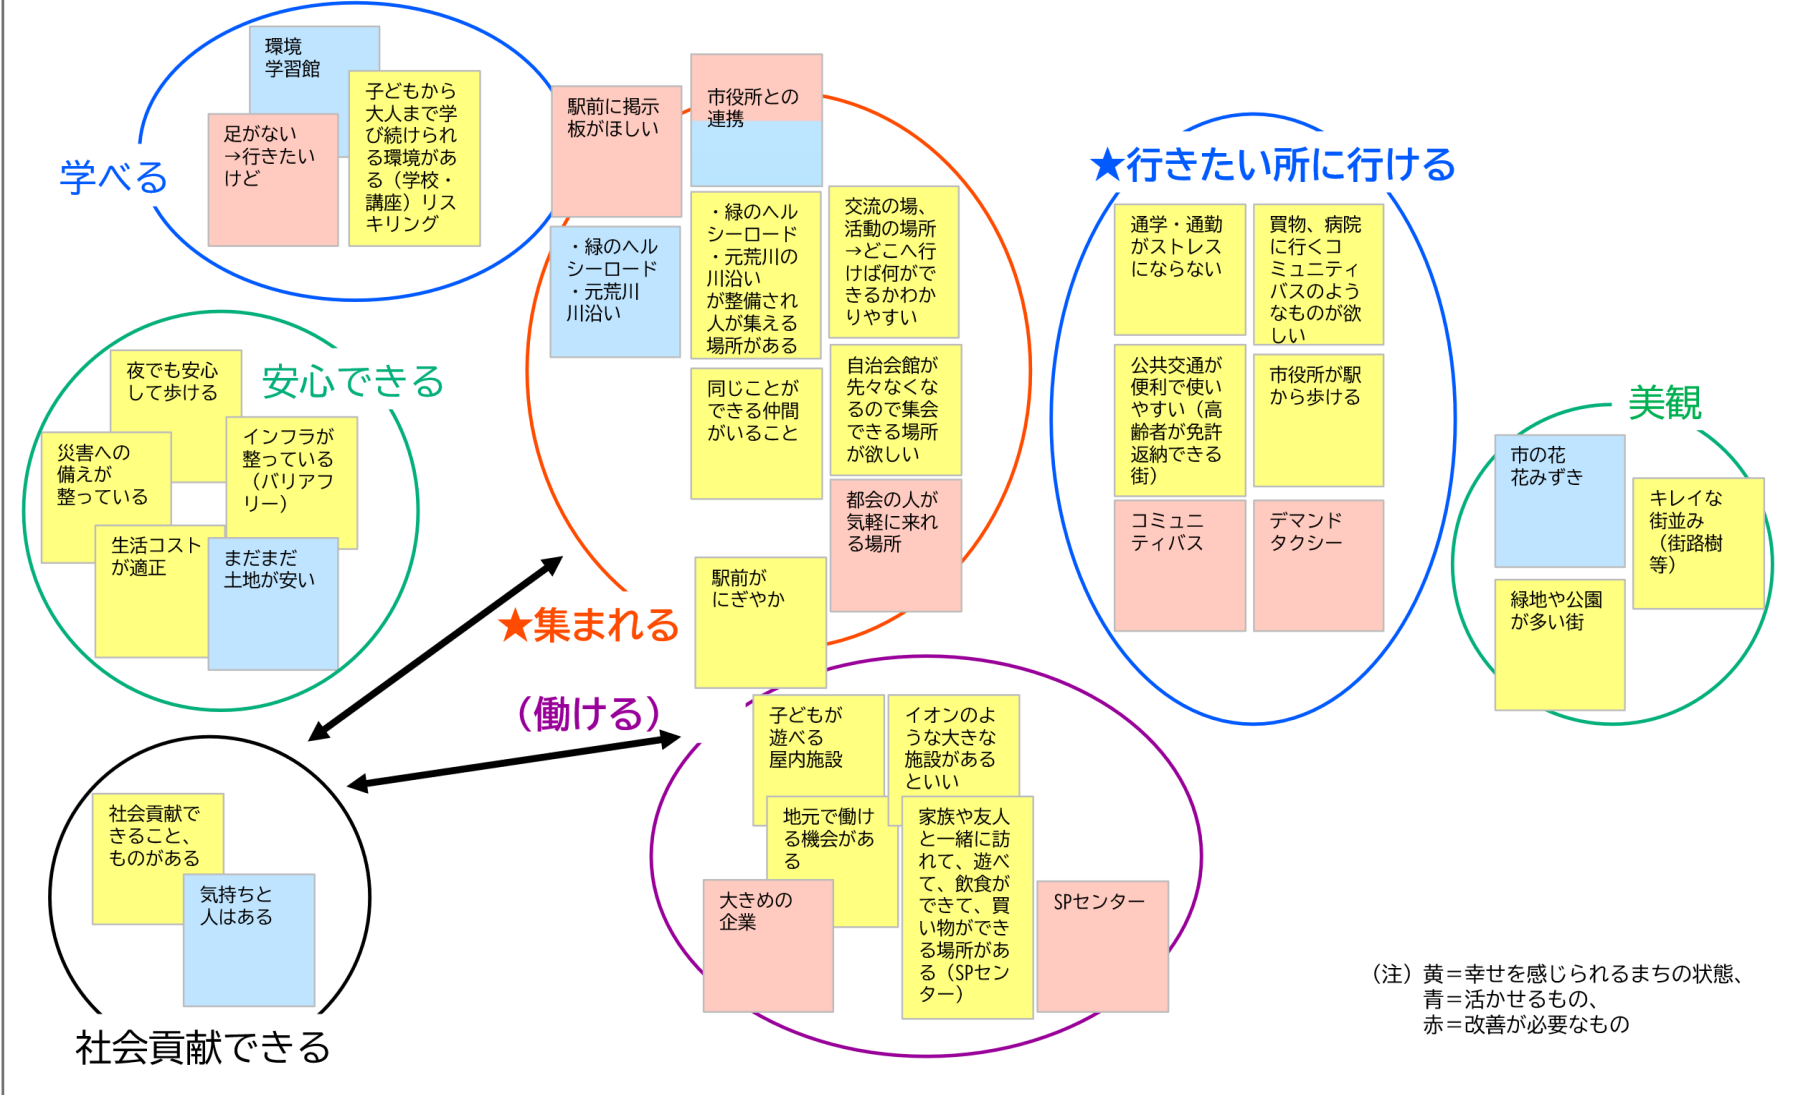 学べる
環境
学習館
足がない
→行きたい
けど
子どもから
大人まで学
び続けられ
る環境があ
る（学校・
講座）リス
キリング
安心できる
夜でも安心
して歩ける
災害への
備えが
整っている
インフラが
整っている
（バリアフ
リー）
生活コスト
が適正
まだまだ
土地が安い
駅前に掲示
板がほしい
市役所との
連携
・緑のヘル
シーロード
・元荒川
川沿い
・緑のヘル
シーロード
・元荒川の
川沿い
が整備され
人が集える
場所がある
交流の場、
活動の場所
→どこへ行
けば何がで
きるかわか
りやすい
同じことが
できる仲間
がいること
自治会館が
先々なくな
るので集会
できる場所
が欲しい
都会の人が
気軽に来れ
る場所
駅前が
にぎやか
★集まれる
★行きたい所に行ける
通学・通勤
がストレス
にならない
買物、病院
に行くコ
ミュニティ
バスのよう
なものが欲
しい
公共交通が
便利で使い
やすい（高
齢者が免許
返納できる
街）
市役所が駅
から歩ける
コミュニ
ティバス
デマンド
タクシー
美観
市の花
花みずき
キレイな
街並み
（街路樹
等）
緑地や公園
が多い街
（働ける）
子どもが
遊べる
屋内施設
イオンのよ
うな大きな
施設がある
といい
地元で働け
る機会があ
る
家族や友人
と一緒に訪
れて、遊べ
て、飲食が
できて、買
い物ができ
る場所があ
る（SPセン
ター）
大きめの
企業
SPセンター
社会貢献で
きること、
ものがある
気持ちと
人はある
社会貢献できる
（注）黄＝幸せを感じられるまちの状態、
青＝活かせるもの、
赤＝改善が必要なもの